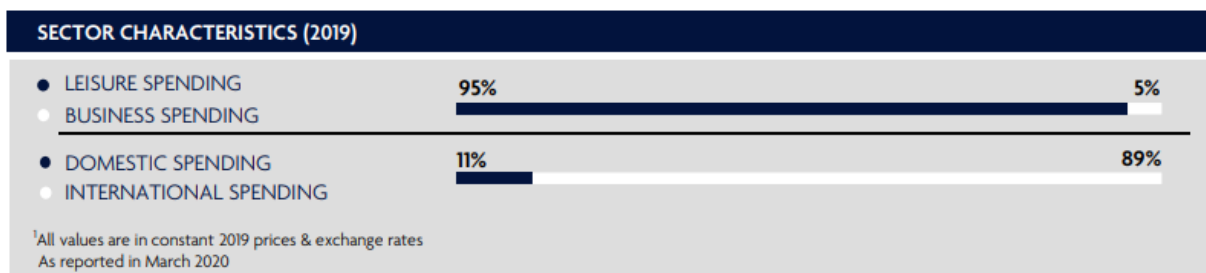 SECTOR CHARACTERISTICS (2019)
LEISURE SPENDING
95%
5%
BUSINESS SPENDING
DOMESTIC SPENDING
11%
89%
INTERNATIONAL SPENDING
¹All values are in constant 2019 prices & exchange rates
As reported in March 2020